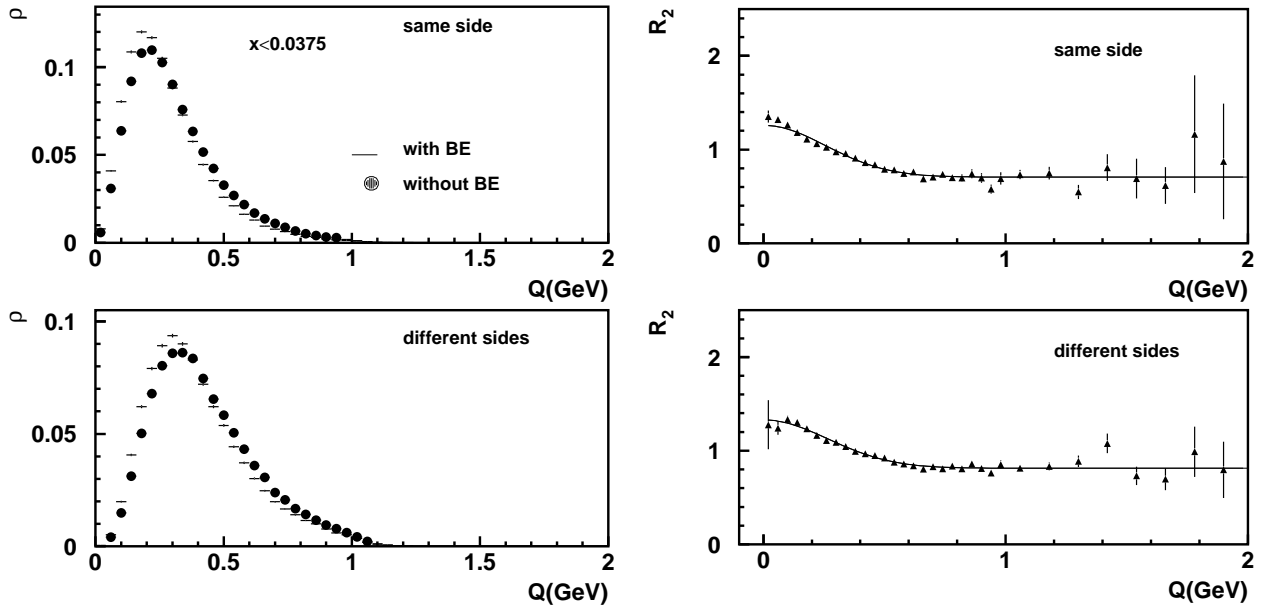 ρ
same side
x<0.0375
0.1
0.05
0
with BE
without BE
0 0.5 1 1.5 2
Q(GeV)
R2
2
same side
1
0
0 1 2
Q(GeV)
ρ
0.1
different sides
0.05
0
0 0.5 1 1.5 2
Q(GeV)
R2
2
different sides
1
0
0 1 2
Q(GeV)